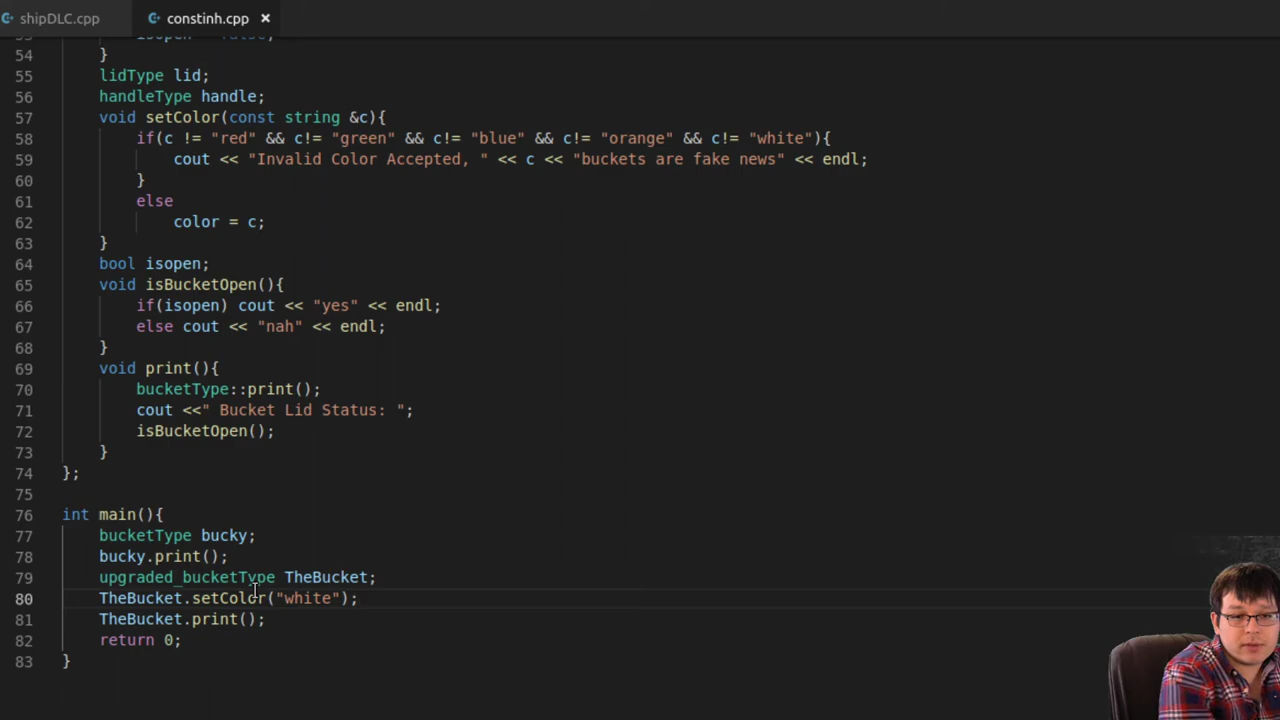 shipDLC.cpp
constinh.cpp ×
54 }
55 lidType lid;
56 handleType handle;
57 void setColor(const string &c){
58 if(c != "red" && c!= "green" && c!= "blue" && c!= "orange" && c!= "white"){
59 cout << "Invalid Color Accepted, " << c << "buckets are fake news" << endl;
60 }
61 else
62 color = c;
63 }
64 bool isopen;
65 void isBucketOpen(){
66 if(isopen) cout << "yes" << endl;
67 else cout << "nah" << endl;
68 }
69 void print(){
70 bucketType::print();
71 cout <<" Bucket Lid Status: ";
72 isBucketOpen();
73 }
74 };
75
76 int main(){
77 bucketType bucky;
78 bucky.print();
79 upgraded_bucketType TheBucket;
80 TheBucket.setColor("white");
81 TheBucket.print();
82 return 0;
83 }